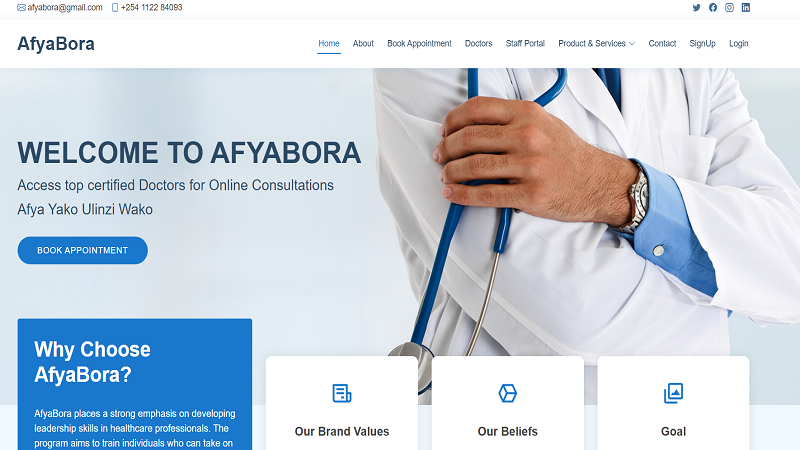 afyabora@gmail.com +254 1122 84093
AfyaBora
Home About Book Appointment Doctors Staff Portal Product & Services Contact SignUp Login
WELCOME TO AFYABORA
Access top certified Doctors for Online Consultations
Afya Yako Ulinzi Wako
BOOK APPOINTMENT
Why Choose
AfyaBora?
AfyaBora places a strong emphasis on developing
leadership skills in healthcare professionals. The
program aims to train individuals who can take on
Our Brand Values
Our Beliefs
Goal